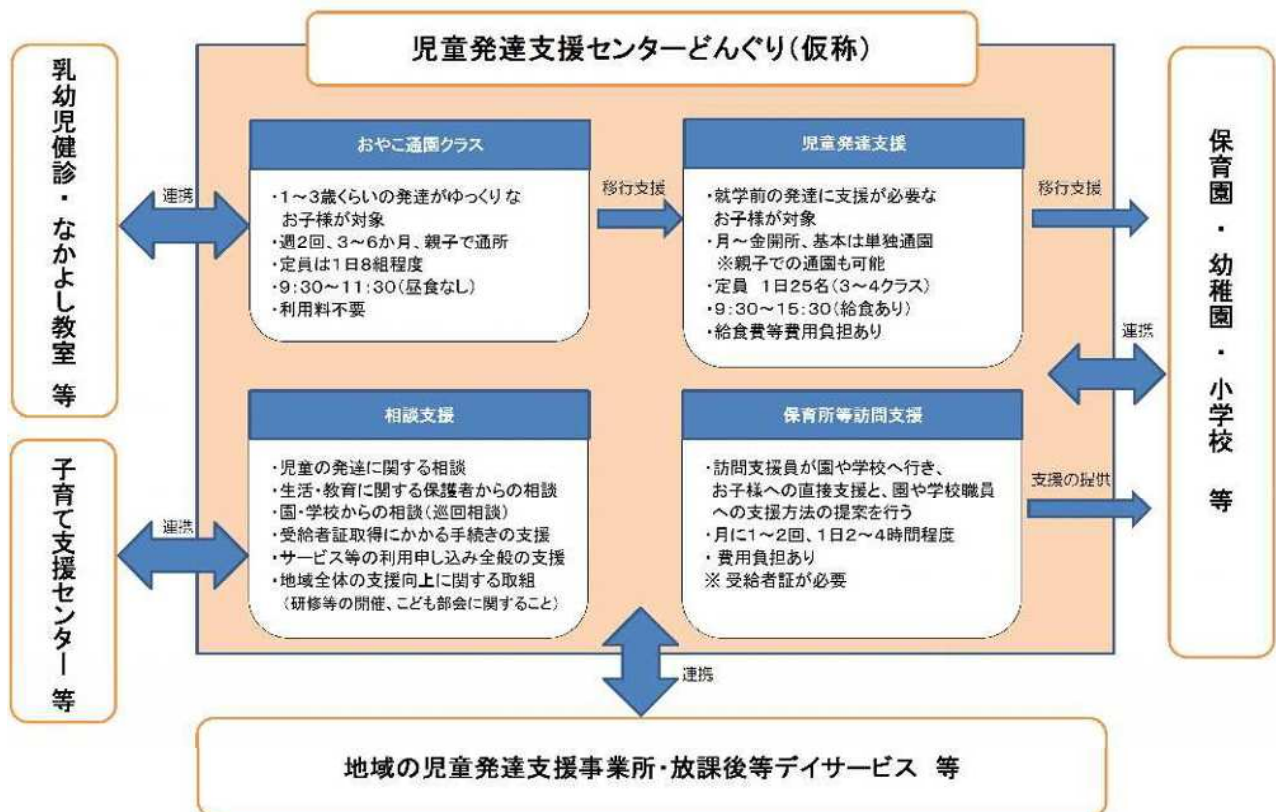 児童発達支援センターどんぐり(仮称)
乳幼児健診・なかよし教室 等
連携
おやこ通園クラス
・1～3歳くらいの発達がゆっくりな
お子様が対象
・週2回、3～6か月、親子で通所
・定員は1日8組程度
・9:30～11:30(昼食なし)
・利用料不要
移行支援
児童発達支援
・就学前の発達に支援が必要な
お子様が対象
・月～金開所、基本は単独通園
※親子での通園も可能
・定員 1日25名(3～4クラス)
・9:30～15:30(給食あり)
・給食費等費用負担あり
移行支援
連携
保育園・幼稚園・小学校 等
子育て支援センター 等
連携
相談支援
・児童の発達に関する相談
・生活・教育に関する保護者からの相談
・園・学校からの相談(巡回相談)
・受給者証取得にかかる手続きの支援
・サービス等の利用申し込み全般の支援
・地域全体の支援向上に関する取組
(研修等の開催、こども部会に関すること)
保育所等訪問支援
・訪問支援員が園や学校へ行き、
お子様への直接支援と、園や学校職員
への支援方法の提案を行う
・月に1～2回、1日2～4時間程度
・費用負担あり
※ 受給者証が必要
支援の提供
連携
地域の児童発達支援事業所・放課後等デイサービス 等